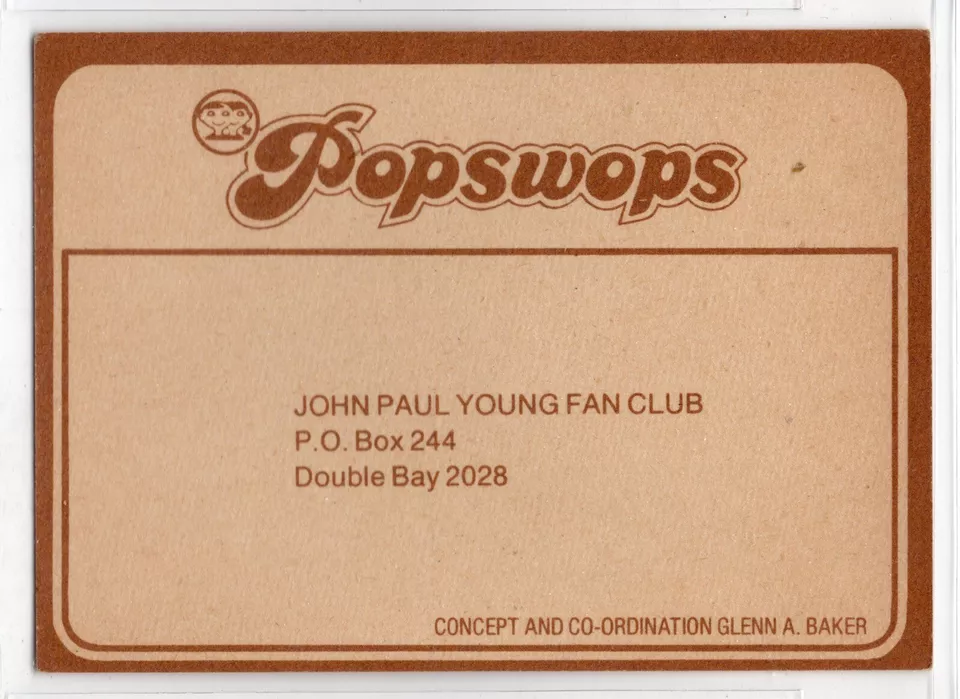 Popswops
JOHN PAUL YOUNG FAN CLUB
P.O. Box 244
Double Bay 2028
CONCEPT AND CO-ORDINATION GLENN A. BAKER